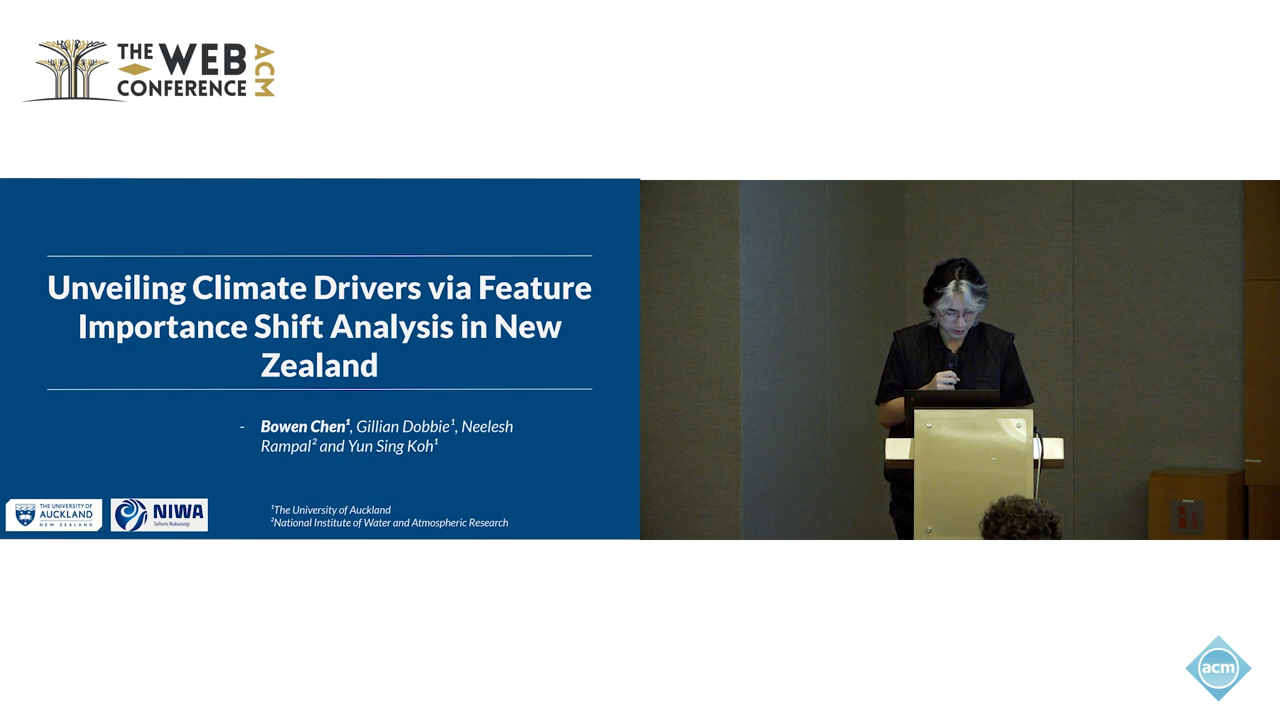 THE WEB
CONFERENCE
ACM
Unveiling Climate Drivers via Feature
Importance Shift Analysis in New
Zealand
- Bowen Chen¹, Gillian Dobbie¹, Neelesh
Rampal² and Yun Sing Koh¹
THE UNIVERSITY OF
AUCKLAND
NEW ZEALAND
NIWA
Taihoro Nukurangi
¹The University of Auckland
²National Institute of Water and Atmospheric Research
acm